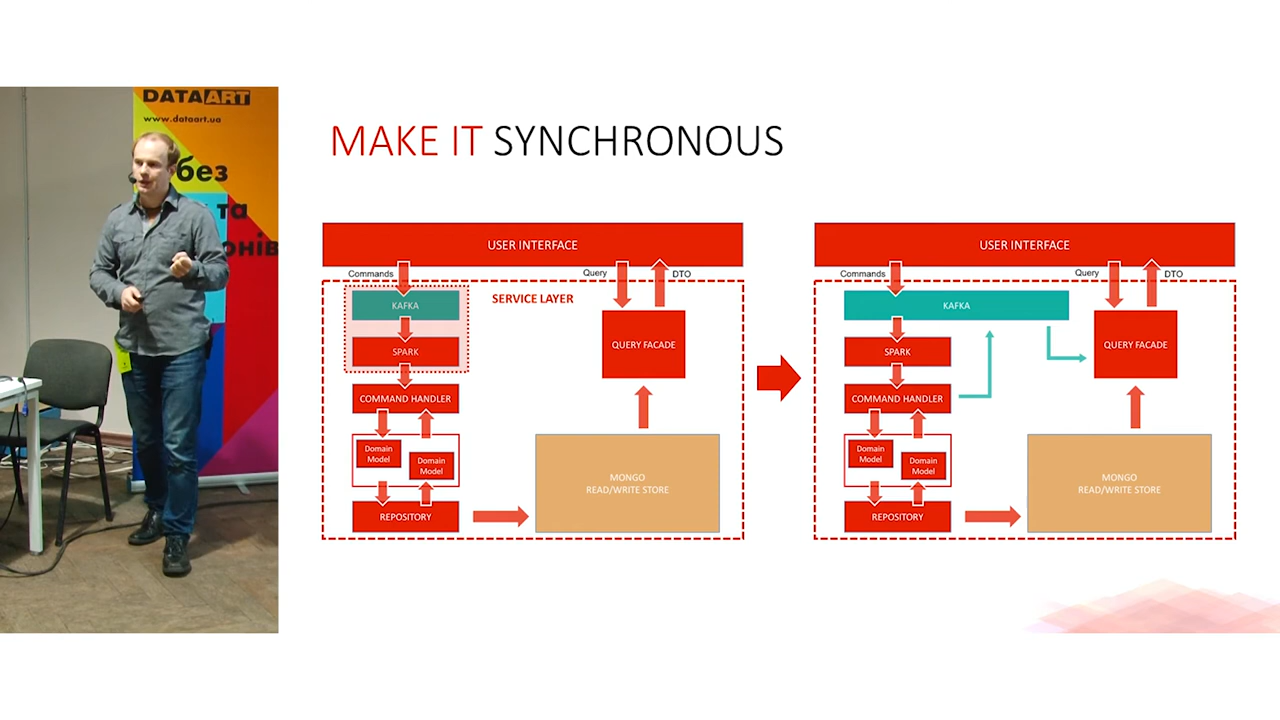 DATAART
www.dataart.ua
без
та
онів
MAKE IT SYNCHRONOUS
USER INTERFACE
Commands
Query
DTO
KAFKA
SERVICE LAYER
SPARK
QUERY FACADE
COMMAND HANDLER
Domain
Model
Domain
Model
MONGO
READ/WRITE STORE
REPOSITORY
USER INTERFACE
Commands
Query
DTO
KAFKA
SPARK
QUERY FACADE
COMMAND HANDLER
Domain
Model
Domain
Model
MONGO
READ/WRITE STORE
REPOSITORY